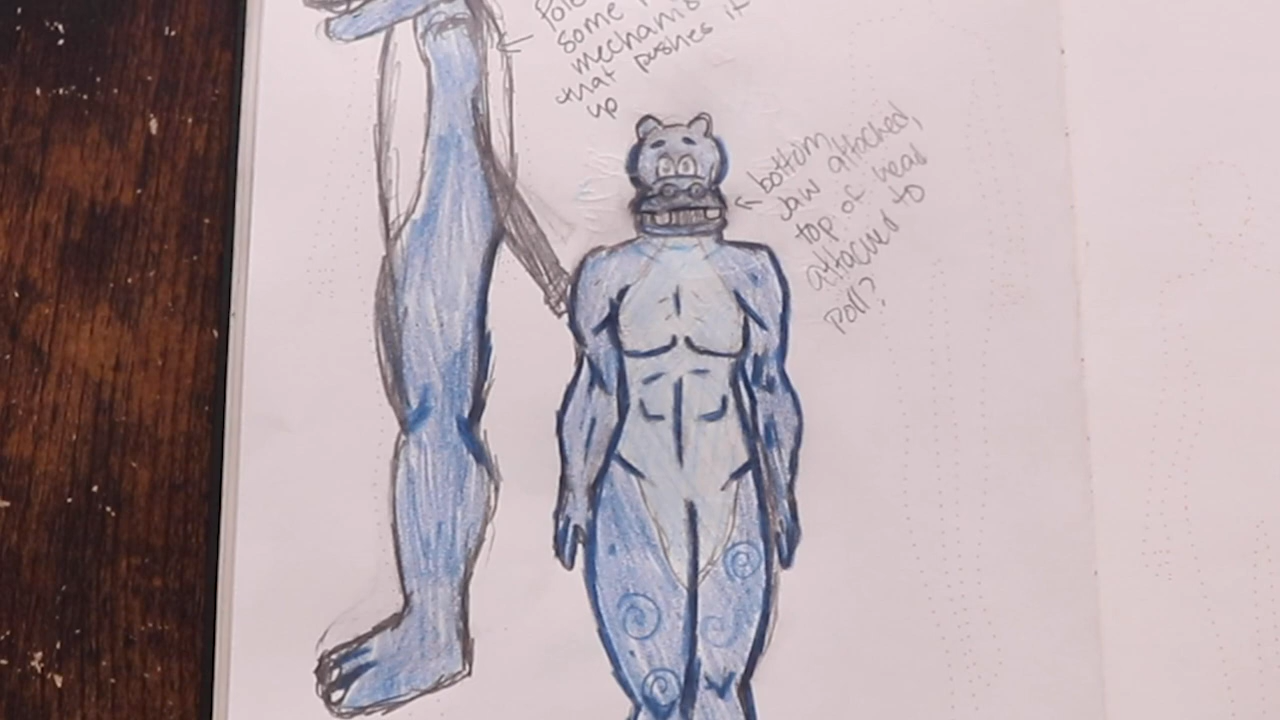 Pole
some
mechanis
that pushes it
up
bottom
Jaw attached,
top of head
attached to
poll?